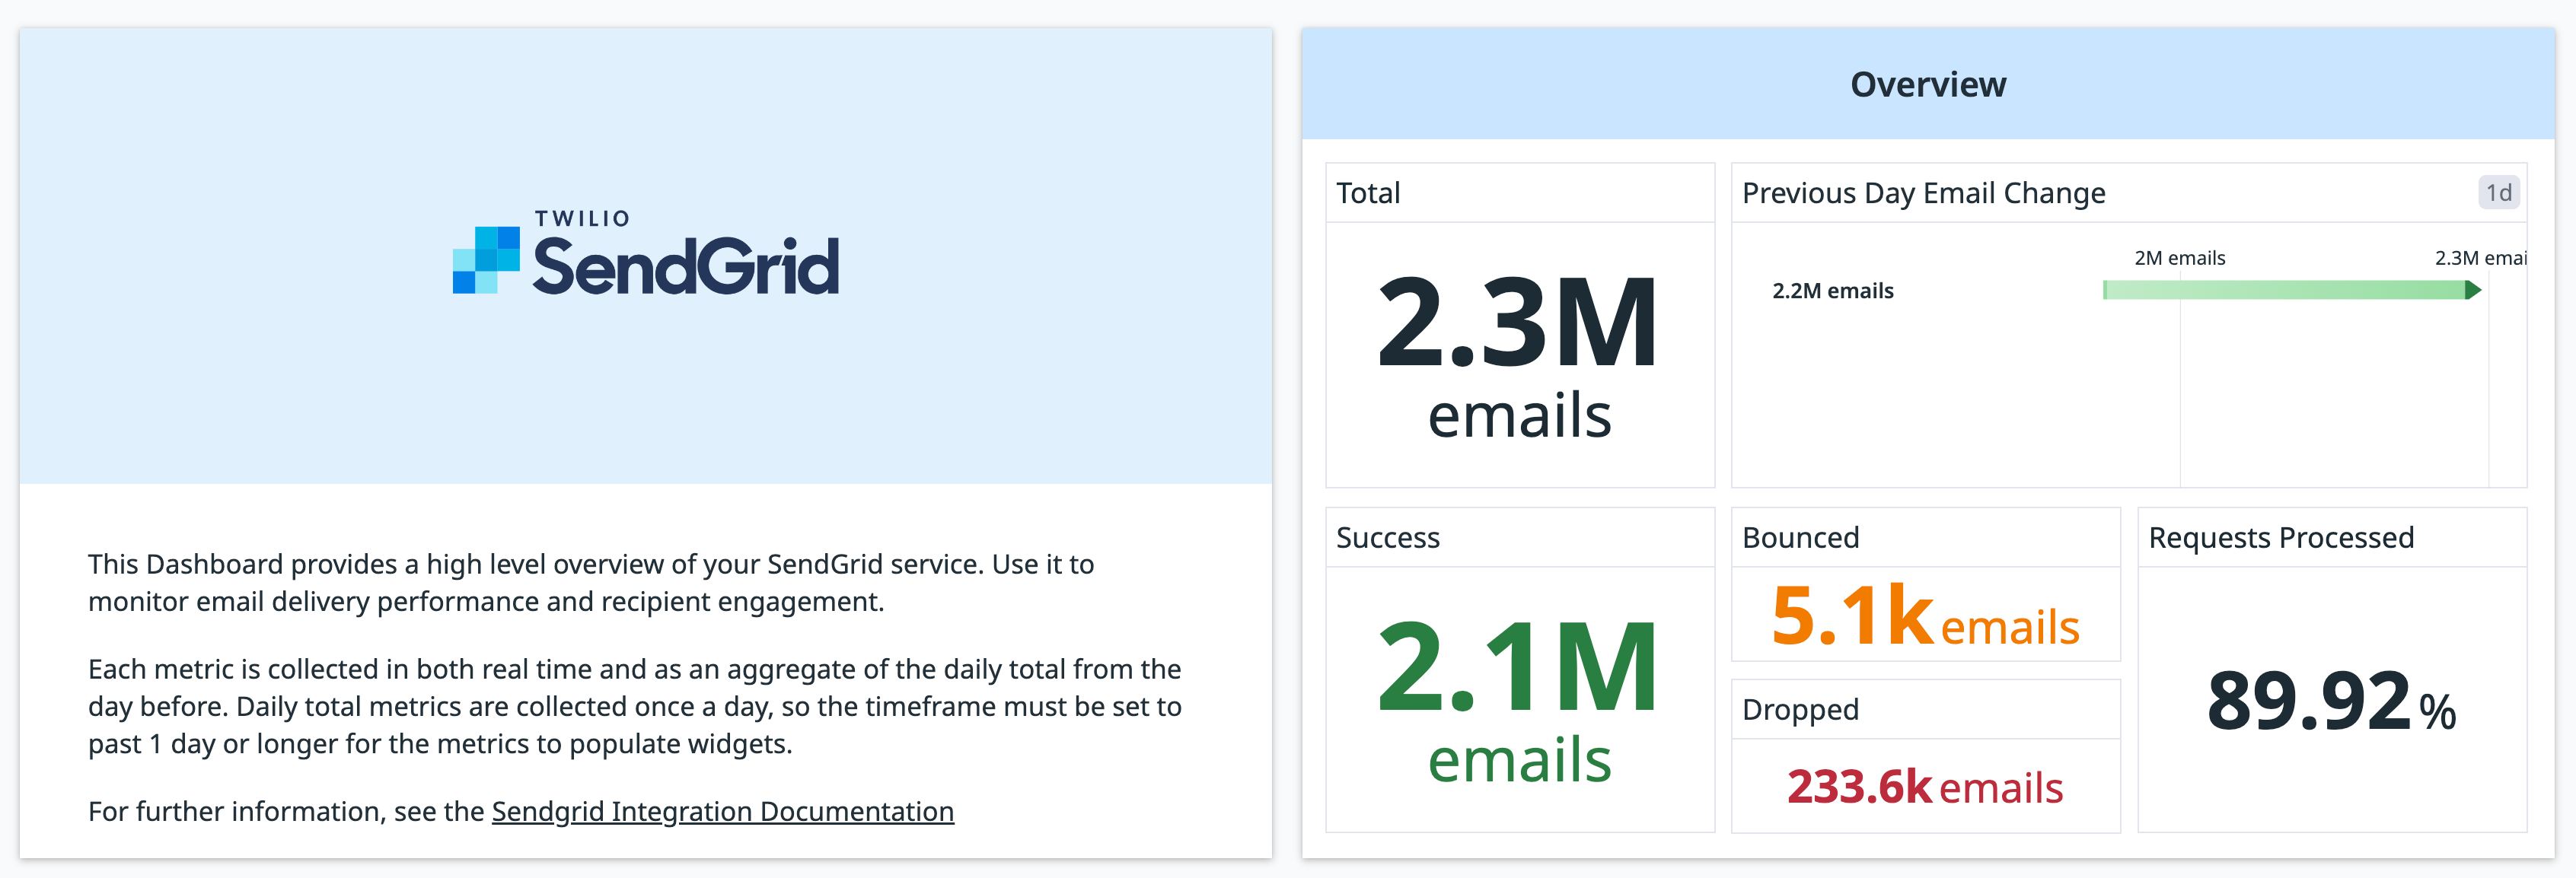 TWILIO
SendGrid
This Dashboard provides a high level overview of your SendGrid service. Use it to
monitor email delivery performance and recipient engagement.
Each metric is collected in both real time and as an aggregate of the daily total from the
day before. Daily total metrics are collected once a day, so the timeframe must be set to
past 1 day or longer for the metrics to populate widgets.
For further information, see the Sendgrid Integration Documentation
Overview
Total
2.3M
emails
Previous Day Email Change
1d
2M emails
2.3M emai
2.2M emails
Success
2.1M
emails
Bounced
5.1k emails
Dropped
233.6k emails
Requests Processed
89.92 %